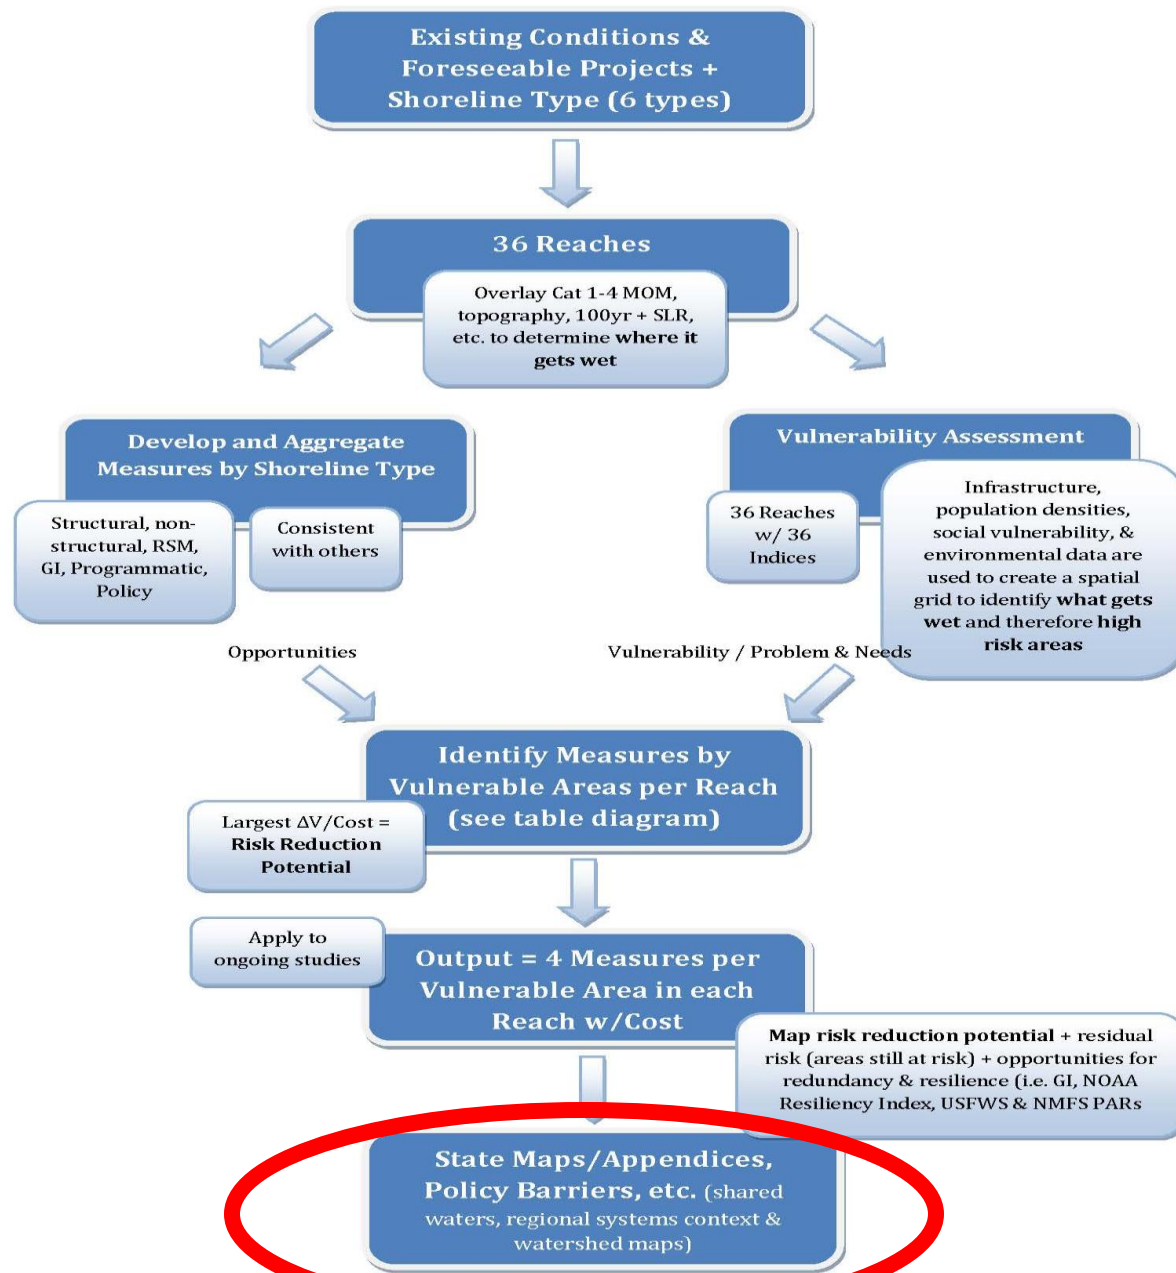 Existing Conditions &
Foreseeable Projects +
Shoreline Type (6 types)
36 Reaches
Overlay Cat 1-4 MOM,
topography, 100yr + SLR,
etc. to determine where it
gets wet
Develop and Aggregate
Measures by Shoreline Type
Structural, non-
structural, RSM,
GI, Programmatic,
Policy
Consistent
with others
Vulnerability Assessment
36 Reaches
w/ 36
Indices
Infrastructure,
population densities,
social vulnerability, &
environmental data are
used to create a spatial
grid to identify what gets
wet and therefore high
risk areas
Opportunities
Vulnerability / Problem & Needs
Identify Measures by
Vulnerable Areas per Reach
(see table diagram)
Largest ΔV/Cost =
Risk Reduction
Potential
Apply to
ongoing studies
Output = 4 Measures per
Vulnerable Area in each
Reach w/Cost
Map risk reduction potential + residual
risk (areas still at risk) + opportunities for
redundancy & resilience (i.e. GI, NOAA
Resiliency Index, USFWS & NMFS PARs
State Maps/Appendices,
Policy Barriers, etc. (shared
waters, regional systems context &
watershed maps)